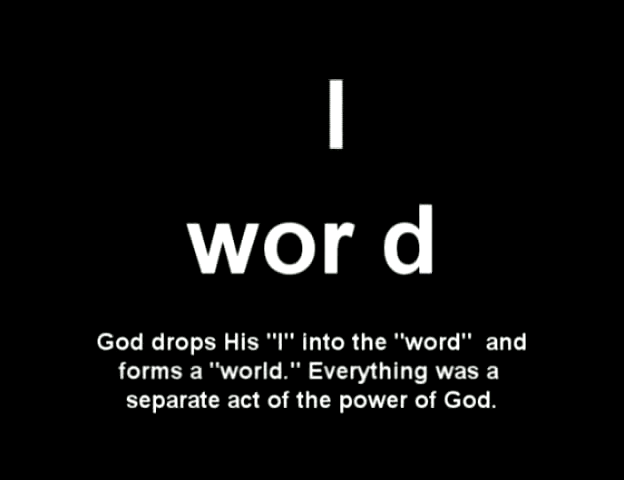 I
wor d
God drops His "I" into the "word" and
forms a "world." Everything was a
separate act of the power of God.